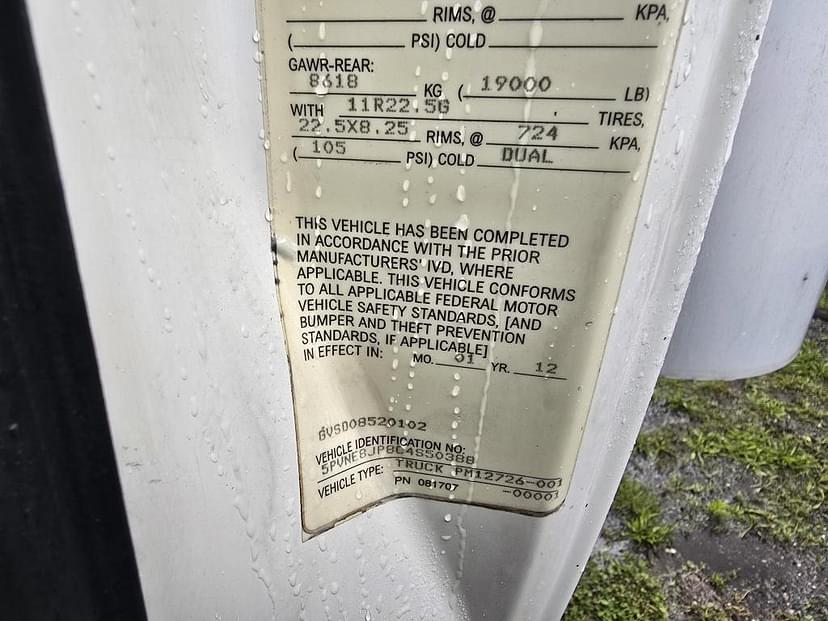 RIMS, @ KPA,
( PSI) COLD
GAWR-REAR:
8618 KG ( 19000 LB)
WITH 11R22.5G TIRES,
22.5X8.25 RIMS, @ 724 KPA,
( 105 PSI) COLD DUAL
THIS VEHICLE HAS BEEN COMPLETED
IN ACCORDANCE WITH THE PRIOR
MANUFACTURERS' IVD, WHERE
APPLICABLE. THIS VEHICLE CONFORMS
TO ALL APPLICABLE FEDERAL MOTOR
VEHICLE SAFETY STANDARDS, [AND
BUMPER AND THEFT PREVENTION
STANDARDS, IF APPLICABLE]
IN EFFECT IN: MO. 01 YR. 12
GVSD08520102
VEHICLE IDENTIFICATION NO:
5PVNE8JP8C4S50388
VEHICLE TYPE: TRUCK PM12726-001
PN 081707 -00001